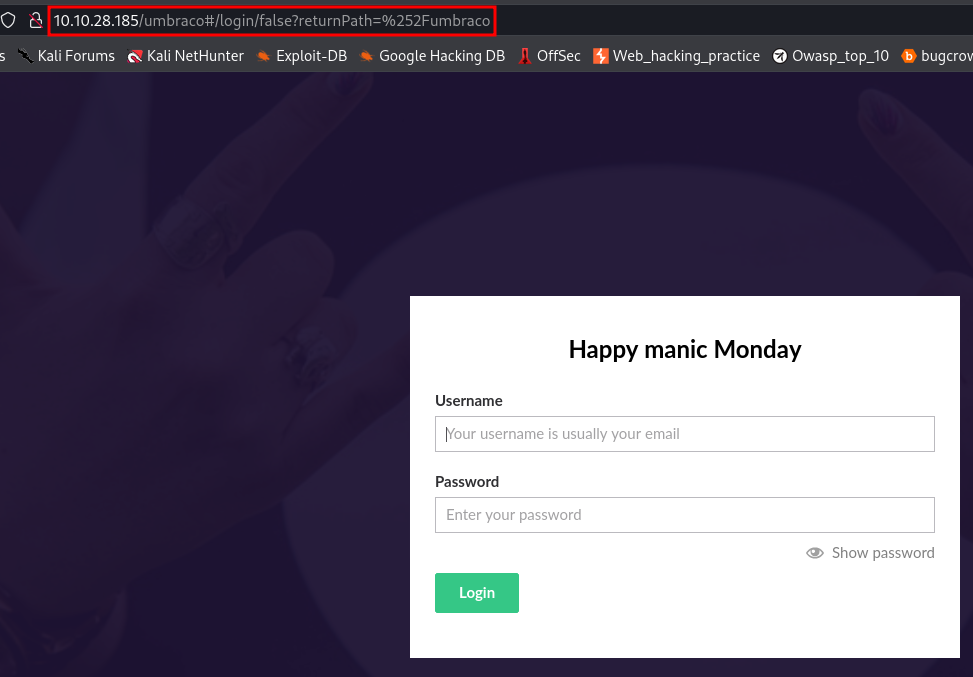 10.10.28.185/umbraco#/login/false?returnPath=%252Fumbraco
s Kali Forums Kali NetHunter Exploit-DB Google Hacking DB OffSec Web_hacking_practice Owasp_top_10 bugcrow
Happy manic Monday
Username
Your username is usually your email
Password
Enter your password
Show password
Login